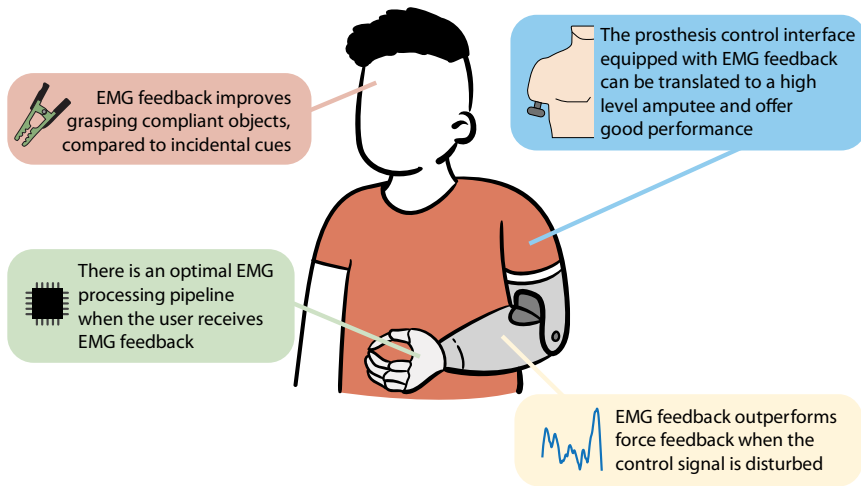 EMG feedback improves
grasping compliant objects,
compared to incidental cues
The prosthesis control interface
equipped with EMG feedback
can be translated to a high
level amputee and offer
good performance
There is an optimal EMG
processing pipeline
when the user receives
EMG feedback
EMG feedback outperforms
force feedback when the
control signal is disturbed